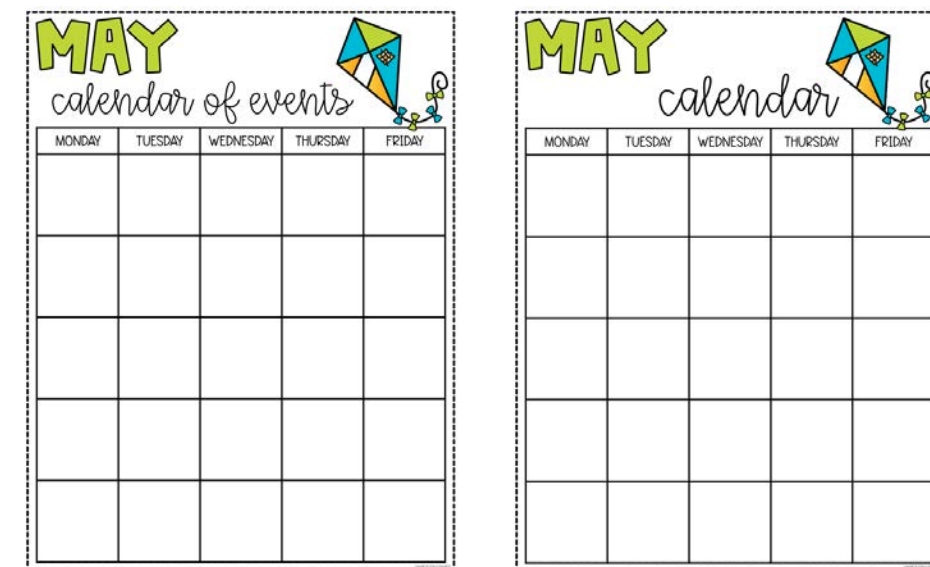 MAY
calendar of events
MONDAY TUESDAY WEDNESDAY THURSDAY FRIDAY
MAY
calendar
MONDAY TUESDAY WEDNESDAY THURSDAY FRIDAY